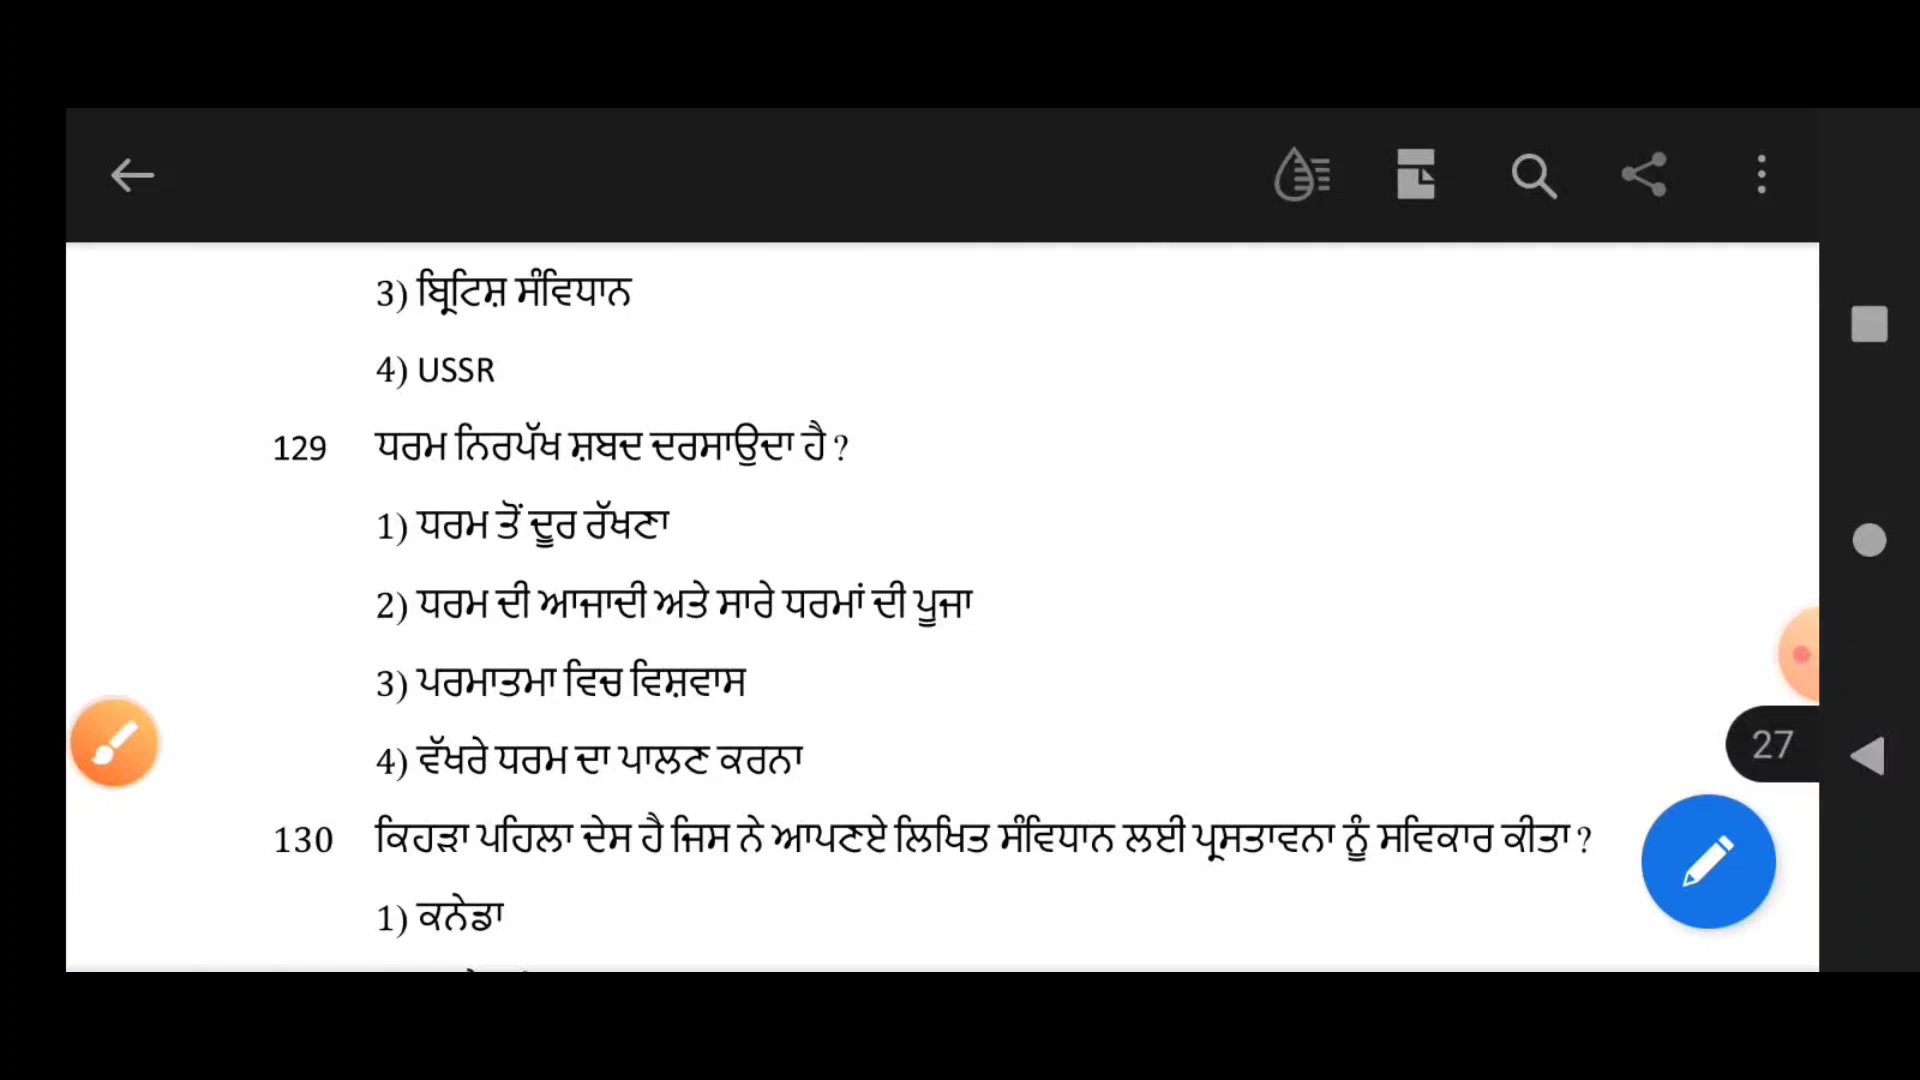 3) ਬ੍ਰਿਟਿਸ਼ ਸੰਵਿਧਾਨ
4) USSR
129 ਧਰਮ ਨਿਰਪੱਖ ਸ਼ਬਦ ਦਰਸਾਉਂਦਾ ਹੈ ?
1) ਧਰਮ ਤੋਂ ਦੂਰ ਰੱਖਣਾ
2) ਧਰਮ ਦੀ ਆਜਾਦੀ ਅਤੇ ਸਾਰੇ ਧਰਮਾਂ ਦੀ ਪੂਜਾ
3) ਪਰਮਾਤਮਾ ਵਿਚ ਵਿਸ਼ਵਾਸ
4) ਵੱਖਰੇ ਧਰਮ ਦਾ ਪਾਲਣ ਕਰਨਾ
27
130 ਕਿਹੜਾ ਪਹਿਲਾ ਦੇਸ ਹੈ ਜਿਸ ਨੇ ਆਪਣਏ ਲਿਖਿਤ ਸੰਵਿਧਾਨ ਲਈ ਪ੍ਰਸਤਾਵਨਾ ਨੂੰ ਸਵਿਕਾਰ ਕੀਤਾ ?
1) ਕਨੇਡਾ